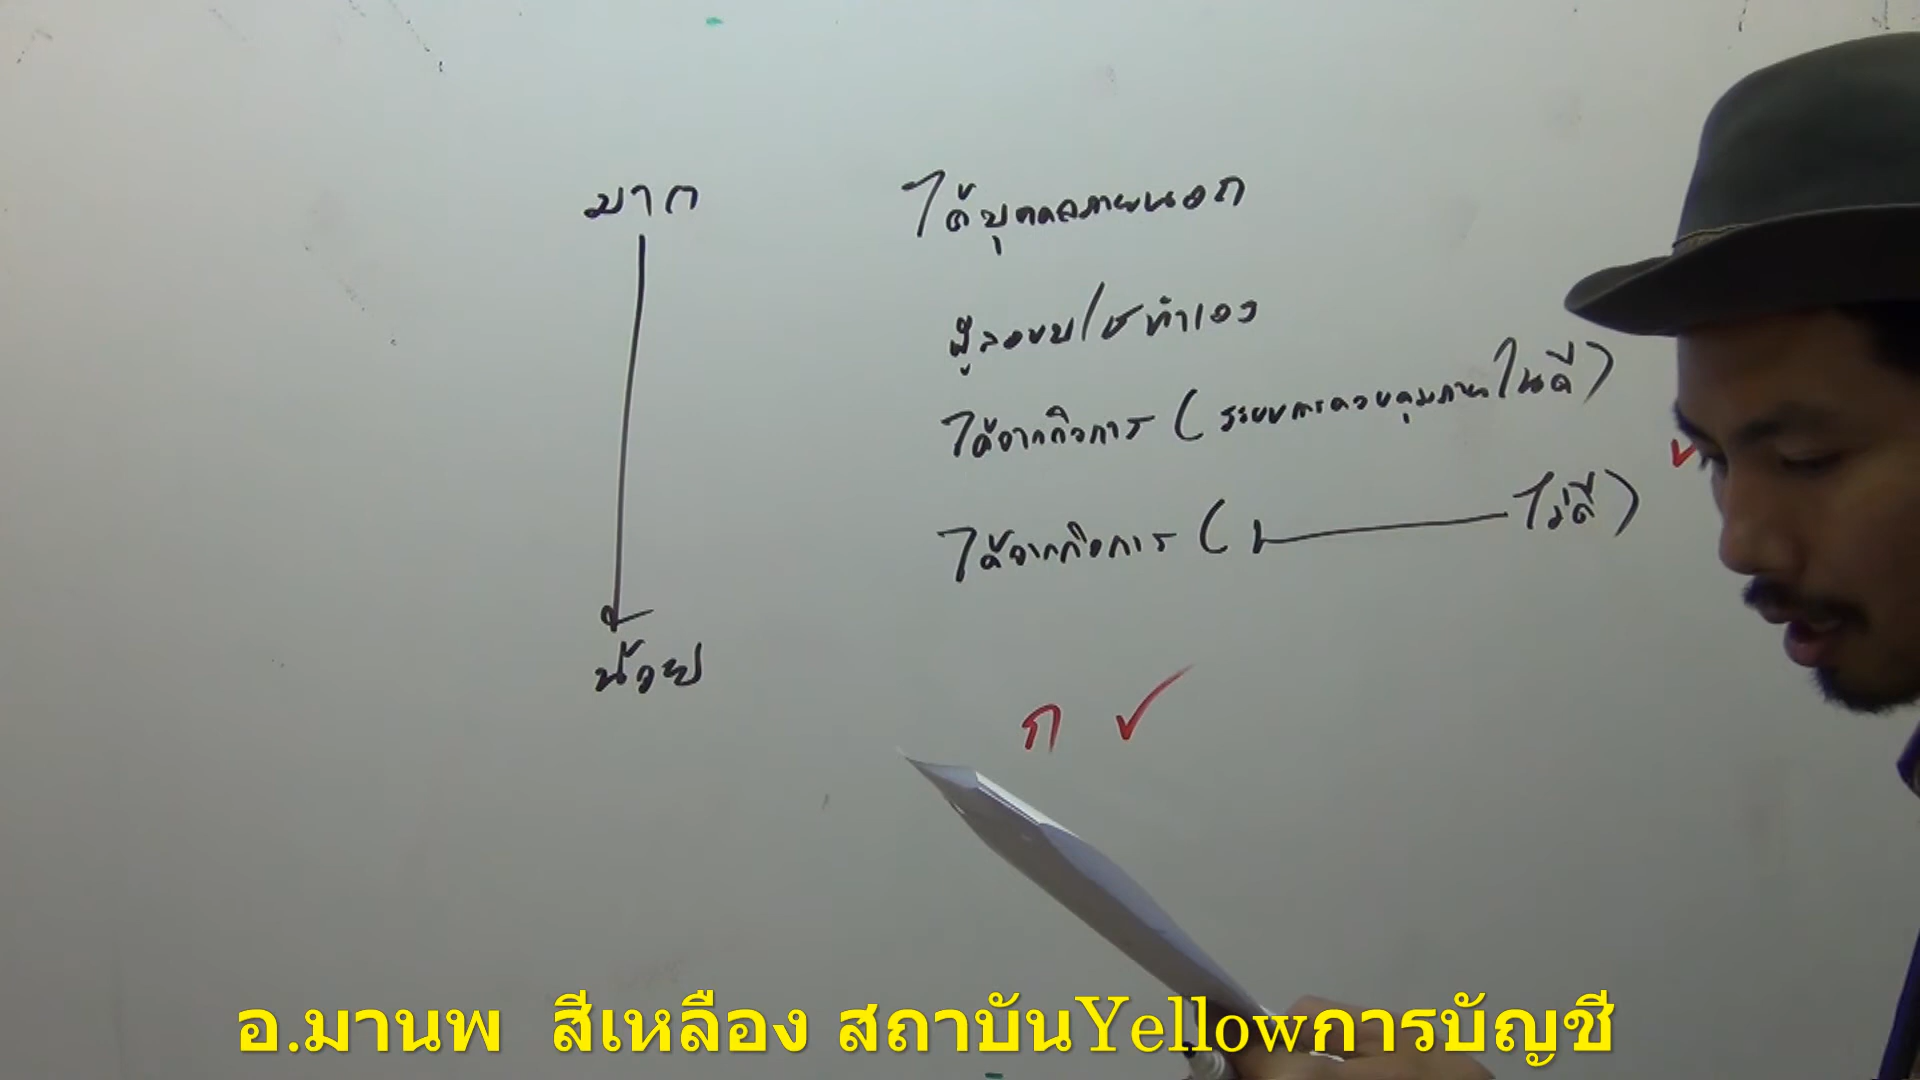 มาก
ได้บุคคลภายนอก
ผู้สอบบ/ชทำเอง
ได้จากกิจการ (ระบบการควบคุมภายในดี)
ได้จากกิจการ ( ไม่ดี)
น้อย
ก
อ.มานพ สีเหลือง สถาบันYellowการบัญชี